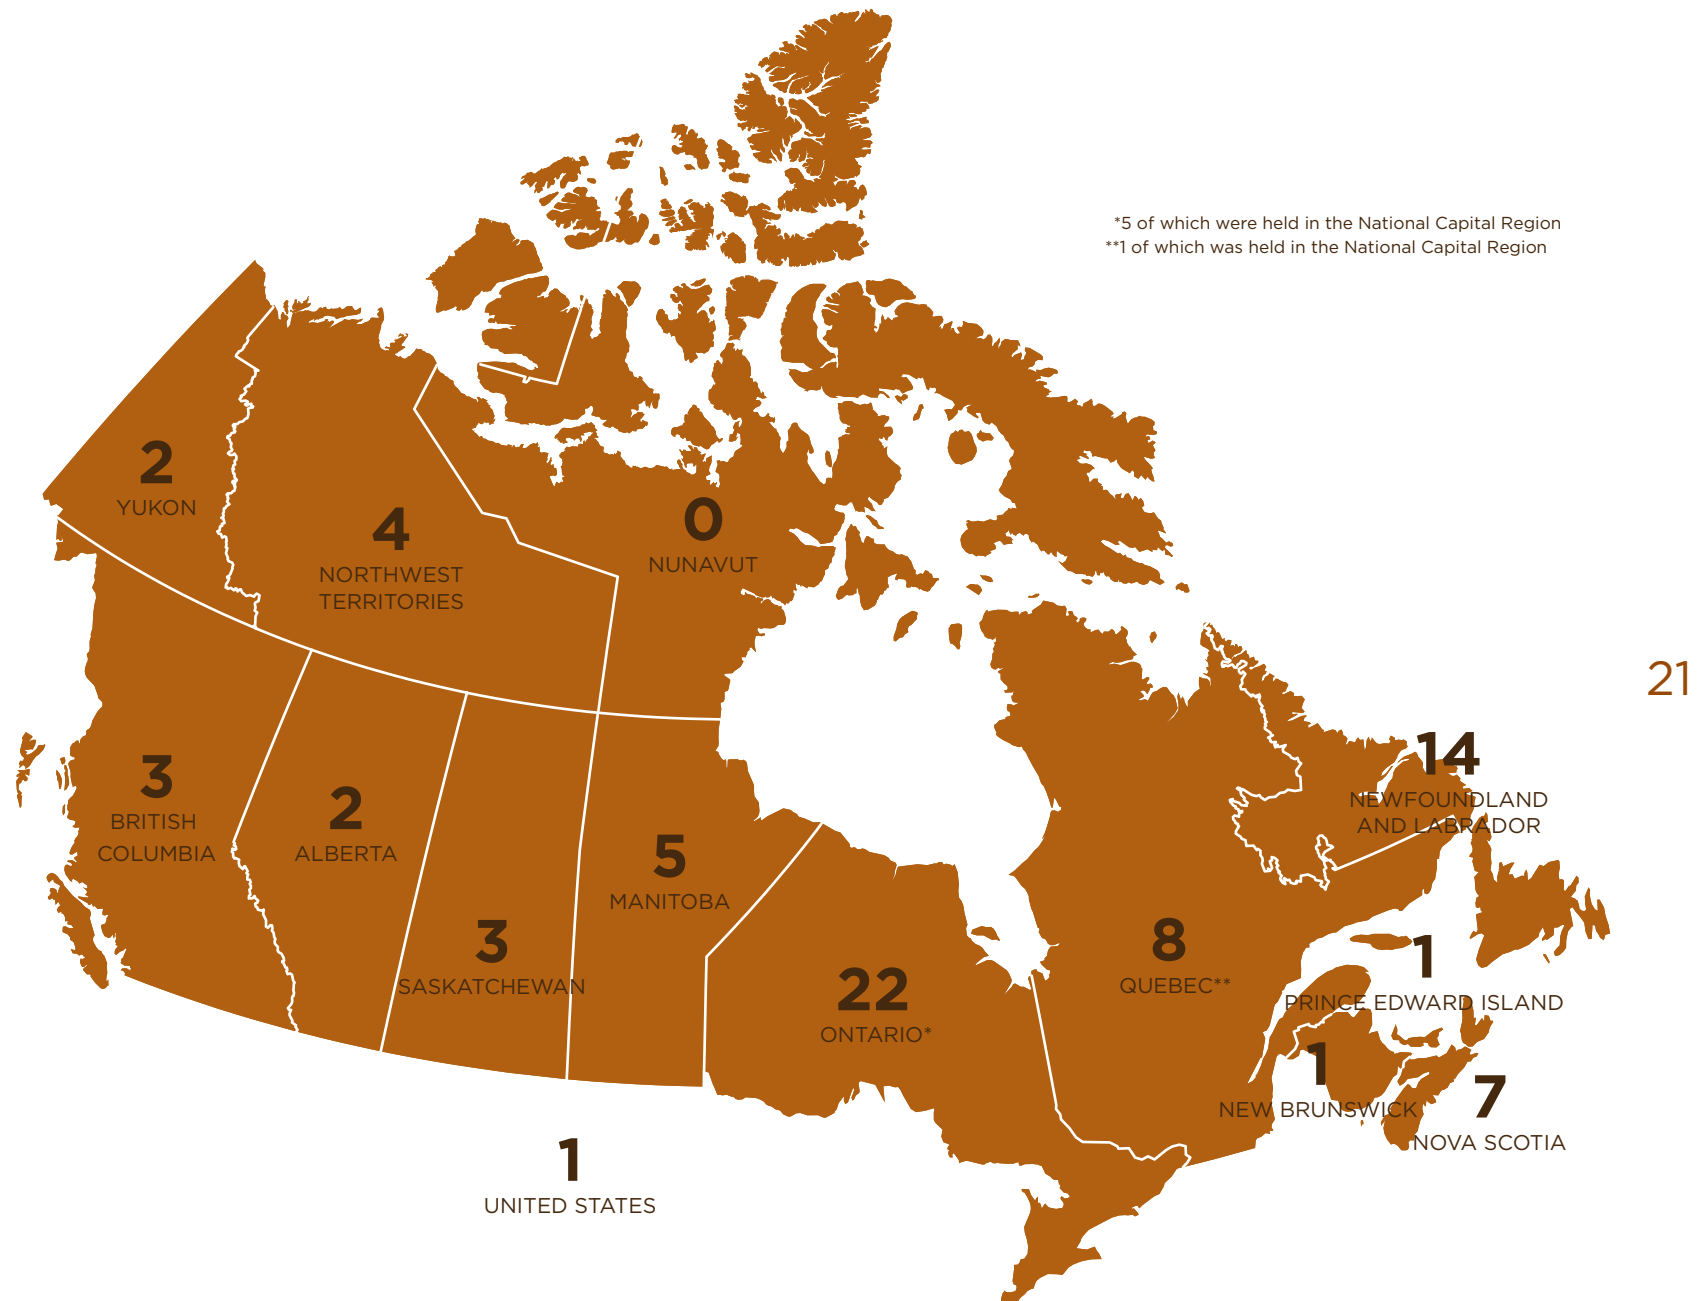 *5 of which were held in the National Capital Region
**1 of which was held in the National Capital Region
2
YUKON
4
NORTHWEST
TERRITORIES
0
NUNAVUT
21
3
BRITISH
COLUMBIA
2
ALBERTA
3
SASKATCHEWAN
5
MANITOBA
22
ONTARIO*
8
QUEBEC**
14
NEWFOUNDLAND
AND LABRADOR
1
PRINCE EDWARD ISLAND
1
NEW BRUNSWICK
7
NOVA SCOTIA
1
UNITED STATES